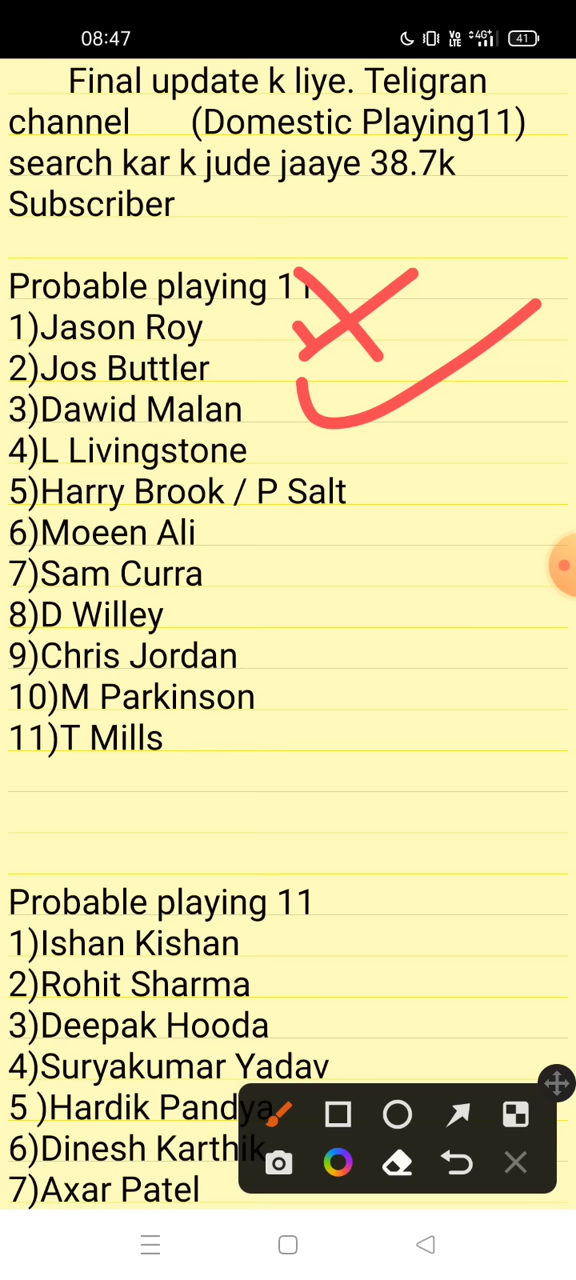 08:47
VoLTE 4G+ 41
Final update k liye. Teligran
channel (Domestic Playing11)
search kar k jude jaaye 38.7k
Subscriber
Probable playing 11
1)Jason Roy
2)Jos Buttler
3)Dawid Malan
4)L Livingstone
5)Harry Brook / P Salt
6)Moeen Ali
7)Sam Curra
8)D Willey
9)Chris Jordan
10)M Parkinson
11)T Mills
Probable playing 11
1)Ishan Kishan
2)Rohit Sharma
3)Deepak Hooda
4)Suryakumar Yadav
5 )Hardik Pandya
6)Dinesh Karthik
7)Axar Patel